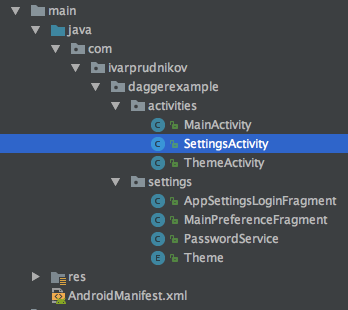 main
java
com
ivarprudnikov
daggerexample
activities
C MainActivity
C SettingsActivity
C ThemeActivity
settings
C AppSettingsLoginFragment
C MainPreferenceFragment
C PasswordService
E Theme
res
AndroidManifest.xml